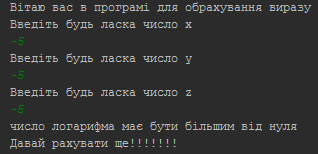 Вітаю вас в програмі для обрахування виразу
Введіть будь ласка число x
-5
Введіть будь ласка число y
-5
Введіть будь ласка число z
-5
число логарифма має бути більшим від нуля
Давай рахувати ще!!!!!!!